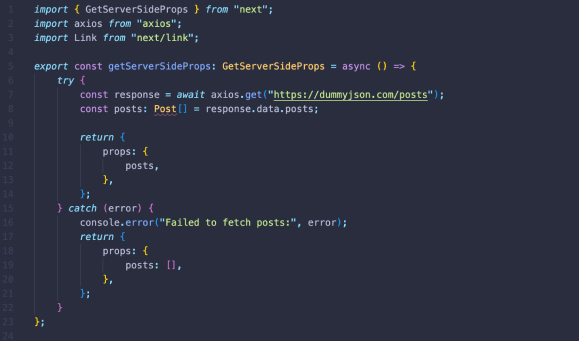 1 import { GetServerSideProps } from "next";
2 import axios from "axios";
3 import Link from "next/link";
4
5 export const getServerSideProps: GetServerSideProps = async () => {
6 try {
7 const response = await axios.get("https://dummyjson.com/posts");
8 const posts: Post[] = response.data.posts;
9
10 return {
11 props: {
12 posts,
13 },
14 };
15 } catch (error) {
16 console.error("Failed to fetch posts:", error);
17 return {
18 props: {
19 posts: [],
20 },
21 };
22 }
23 };
24